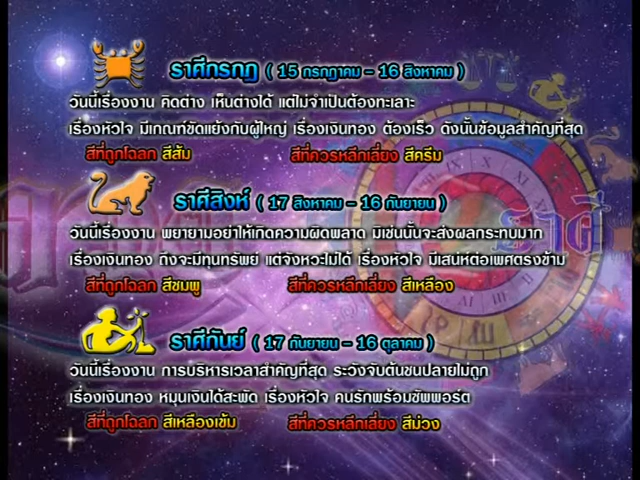 ราศีกรกฎ ( 15 กรกฎาคม - 16 สิงหาคม )
วันนี้เรื่องงาน คิดต่าง เห็นต่างได้ แต่ไม่จำเป็นต้องทะเลาะ
เรื่องหัวใจ มีเกณฑ์ขัดแย้งกับผู้ใหญ่ เรื่องเงินทอง ต้องเร็ว ดังนั้นข้อมูลสำคัญที่สุด
สีที่ถูกโฉลก สีส้ม สีที่ควรหลีกเลี่ยง สีครีม
ราศีสิงห์ ( 17 สิงหาคม - 16 กันยายน )
วันนี้เรื่องงาน พยายามอย่าให้เกิดความผิดพลาด มิเช่นนั้นจะส่งผลกระทบมาก
เรื่องเงินทอง ถึงจะมีทุนทรัพย์ แต่จังหวะไม่ได้ เรื่องหัวใจ มีเสน่ห์ต่อเพศตรงข้าม
สีที่ถูกโฉลก สีชมพู สีที่ควรหลีกเลี่ยง สีเหลือง
ราศีกันย์ ( 17 กันยายน - 16 ตุลาคม )
วันนี้เรื่องงาน การบริหารเวลาสำคัญที่สุด ระวังจับต้นชนปลายไม่ถูก
เรื่องเงินทอง หมุนเงินได้สะพัด เรื่องหัวใจ คนรักพร้อมซัพพอร์ต
สีที่ถูกโฉลก สีเหลืองเข้ม สีที่ควรหลีกเลี่ยง สีม่วง